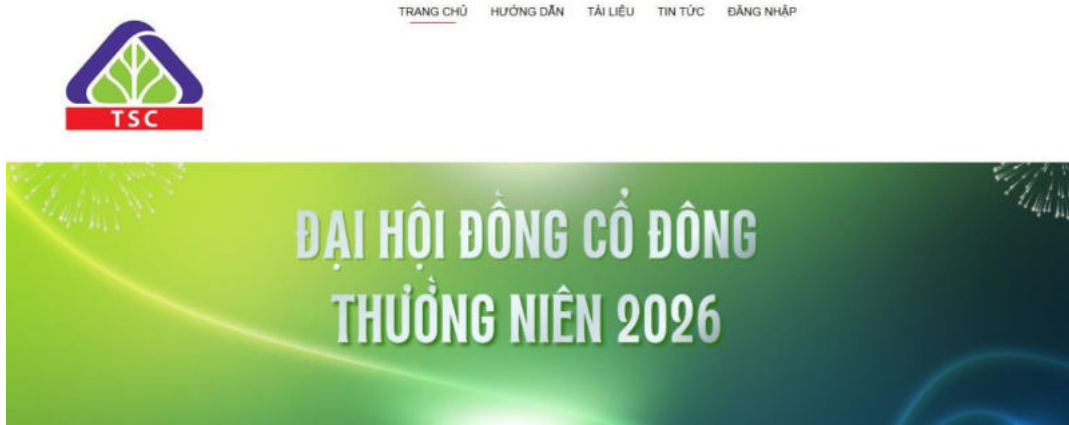 TRANG CHỦ HƯỚNG DẪN TÀI LIỆU TIN TỨC ĐĂNG NHẬP
TSC
ĐẠI HỘI ĐỒNG CỔ ĐÔNG
THƯỜNG NIÊN 2026